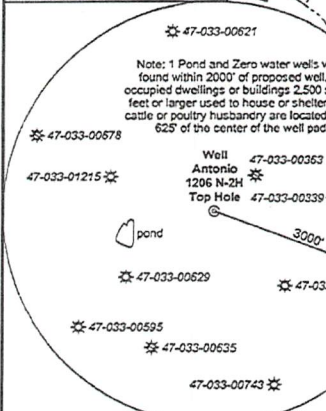 47-033-00621
Note: 1 Pond and Zero water wells
found within 2000' of proposed well,
occupied dwellings or buildings 2,500
feet or larger used to house or shelter
cattle or poultry husbandry are located
625' of the center of the well pad
47-033-00678
Well
Antonio
1206 N-2H
Top Hole
47-033-00363
47-033-01215
47-033-00339
pond
3000'
47-033-00629
47-03
47-033-00595
47-033-00635
47-033-00743